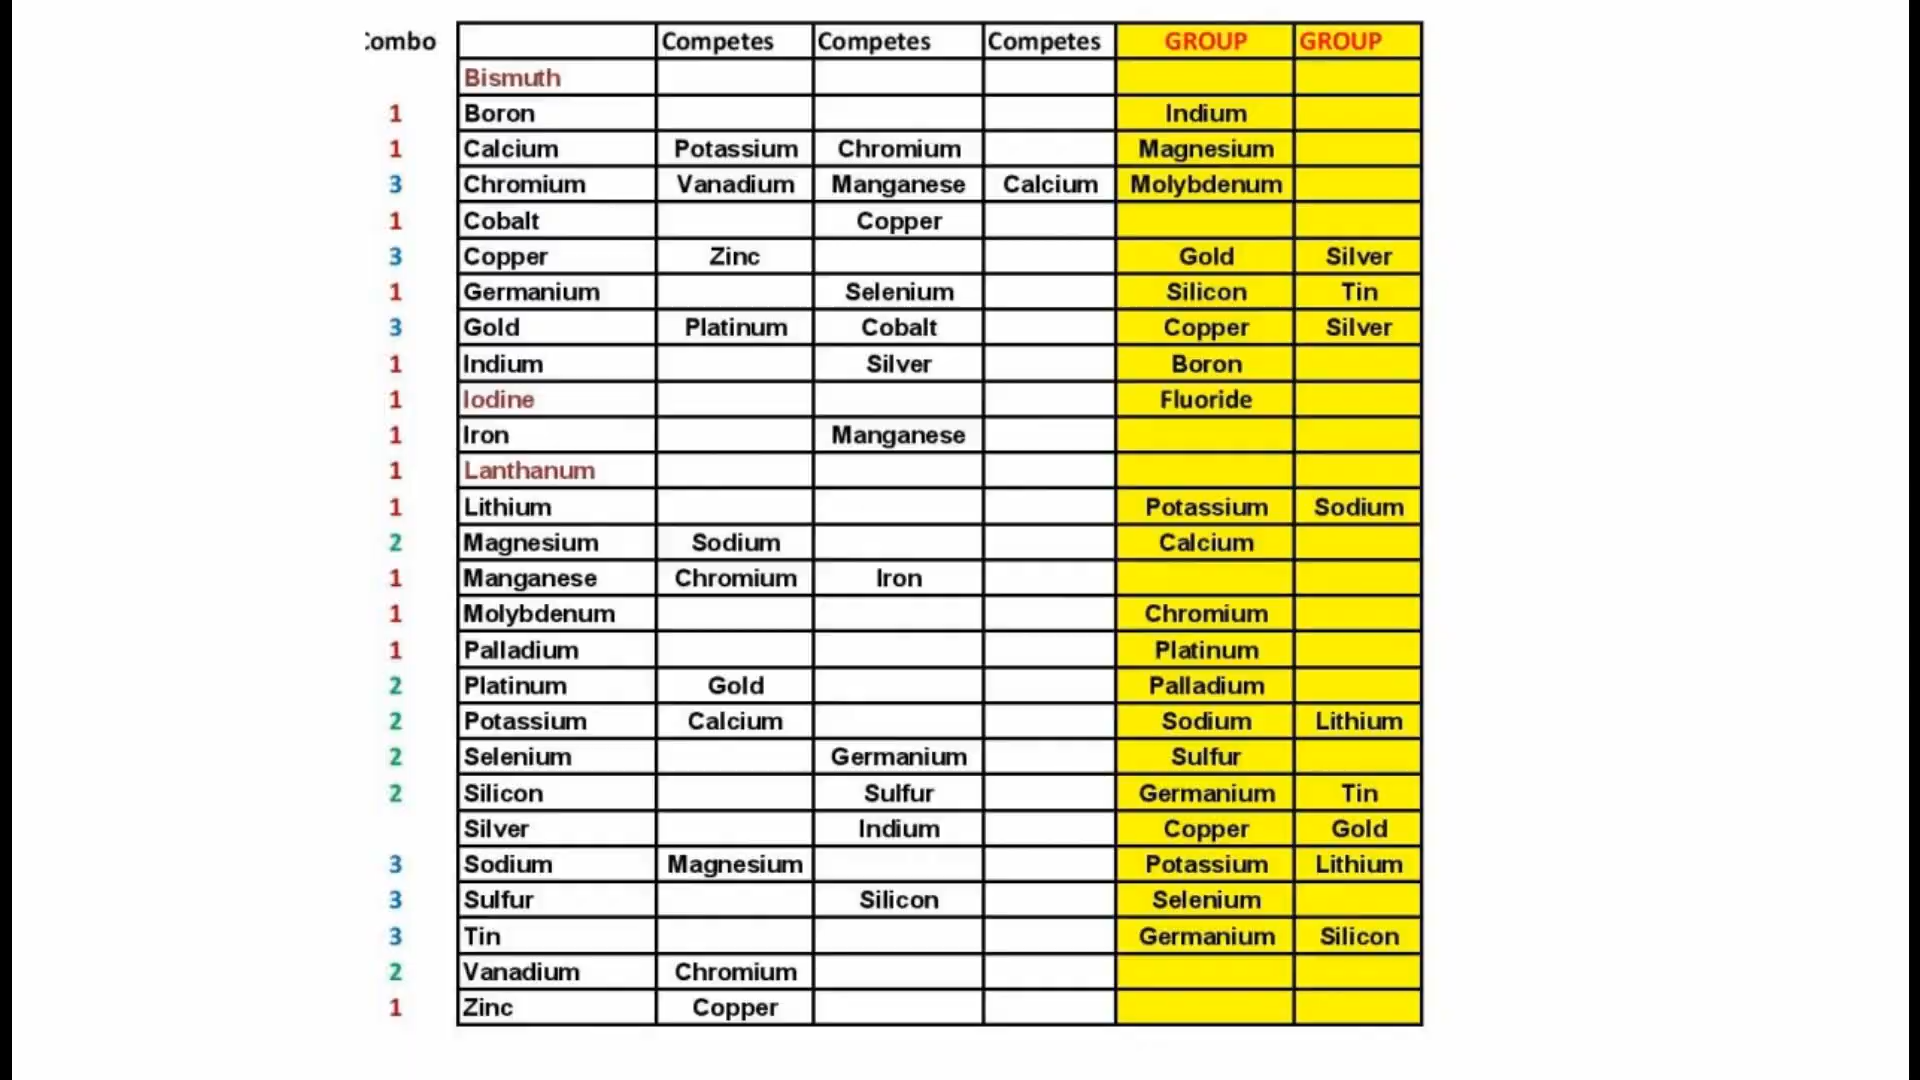 Combo Competes Competes Competes GROUP GROUP
Bismuth
1 Boron Indium
1 Calcium Potassium Chromium Magnesium
3 Chromium Vanadium Manganese Calcium Molybdenum
1 Cobalt Copper
3 Copper Zinc Gold Silver
1 Germanium Selenium Silicon Tin
3 Gold Platinum Cobalt Copper Silver
1 Indium Silver Boron
1 Iodine Fluoride
1 Iron Manganese
1 Lanthanum
1 Lithium Potassium Sodium
2 Magnesium Sodium Calcium
1 Manganese Chromium Iron
1 Molybdenum Chromium
1 Palladium Platinum
2 Platinum Gold Palladium
2 Potassium Calcium Sodium Lithium
2 Selenium Germanium Sulfur
2 Silicon Sulfur Germanium Tin
Silver Indium Copper Gold
3 Sodium Magnesium Potassium Lithium
3 Sulfur Silicon Selenium
3 Tin Germanium Silicon
2 Vanadium Chromium
1 Zinc Copper